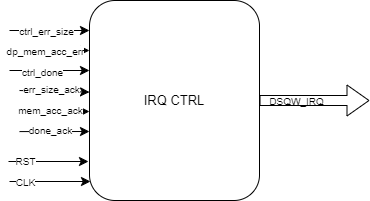 ctrl_err_size
dp_mem_acc_err
ctrl_done
err_size_ack
mem_acc_ack
done_ack
RST
CLK
IRQ CTRL
DSQW_IRQ